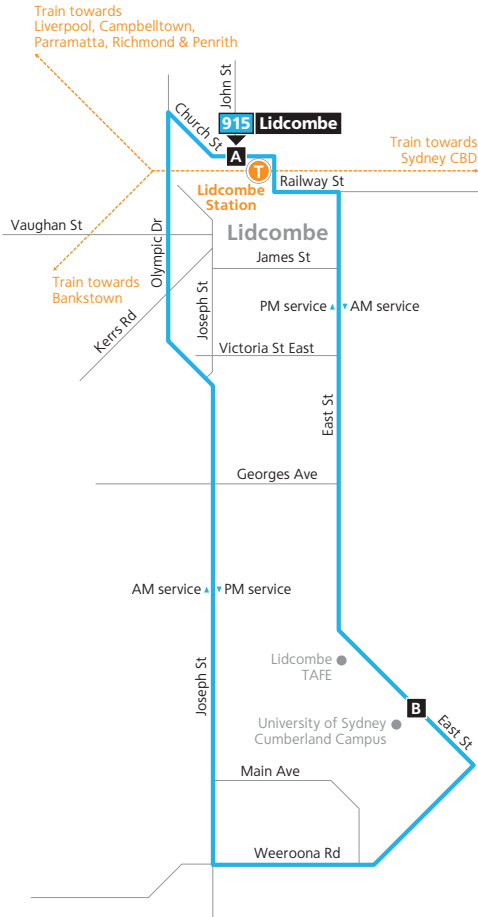 Train towards
Liverpool, Campbelltown,
Parramatta, Richmond & Penrith
John St
Church St
915 Lidcombe
A
T
Train towards
Sydney CBD
Lidcombe
Station
Railway St
Vaughan St
Olympic Dr
Lidcombe
James St
Train towards
Bankstown
Kerrs Rd
Joseph St
PM service AM service
Victoria St East
East St
Georges Ave
AM service PM service
Joseph St
Lidcombe
TAFE
B
University of Sydney
Cumberland Campus
East St
Main Ave
Weeroona Rd